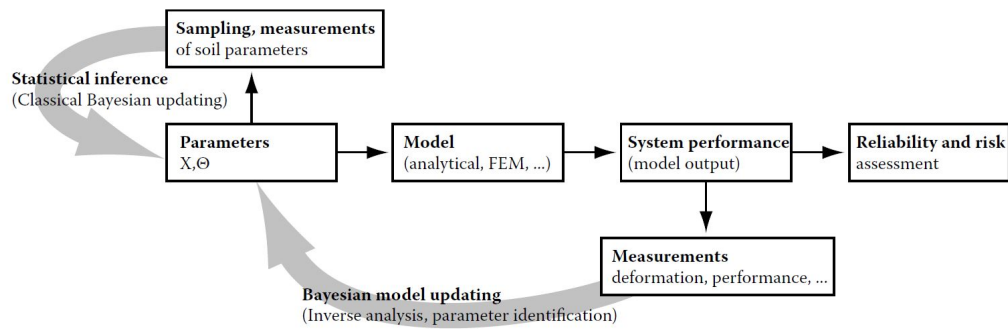 Sampling, measurements
of soil parameters
Statistical inference
(Classical Bayesian updating)
Parameters
X,Θ
Model
(analytical, FEM, ...)
System performance
(model output)
Reliability and risk
assessment
Measurements
deformation, performance, ...
Bayesian model updating
(Inverse analysis, parameter identification)